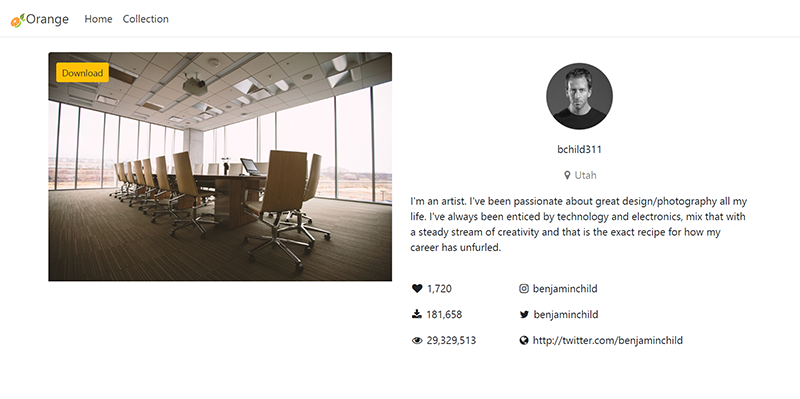 Orange Home Collection
Download
bchild311
Utah
I'm an artist. I've been passionate about great design/photography all my
life. I've always been enticed by technology and electronics, mix that with
a steady stream of creativity and that is the exact recipe for how my
career has unfurled.
1,720 benjaminchild
181,658 benjaminchild
29,329,513 http://twitter.com/benjaminchild